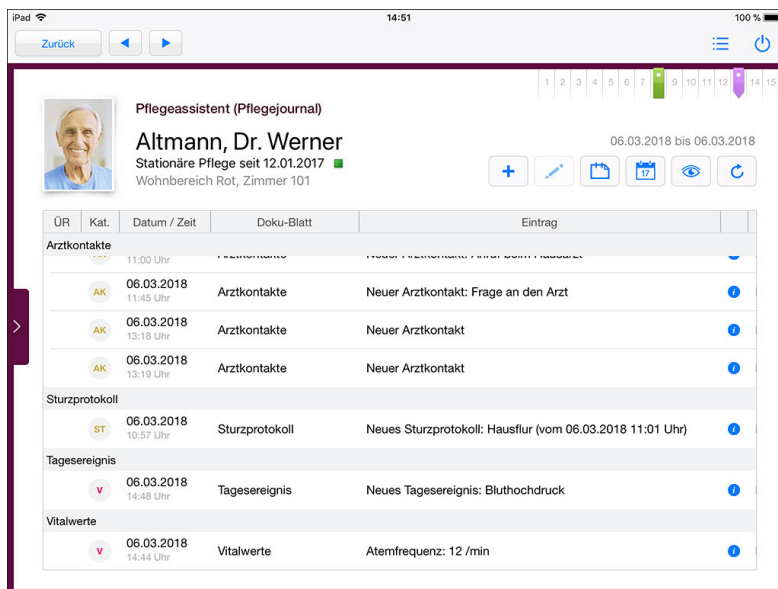 iPad 14:51 100 %
Zurück
1 2 3 4 5 6 7 9 10 11 12 14 15
Pflegeassistent (Pflegejournal)
Altmann, Dr. Werner
06.03.2018 bis 06.03.2018
Stationäre Pflege seit 12.01.2017
Wohnbereich Rot, Zimmer 101
17
ÜR Kat. Datum / Zeit Doku-Blatt Eintrag
Arztkontakte
11:00 Uhr
06.03.2018
AK Arztkontakte Neuer Arztkontakt: Frage an den Arzt
11:45 Uhr
06.03.2018
AK Arztkontakte Neuer Arztkontakt
13:18 Uhr
06.03.2018
AK Arztkontakte Neuer Arztkontakt
13:19 Uhr
Sturzprotokoll
06.03.2018
ST Sturzprotokoll Neues Sturzprotokoll: Hausflur (vom 06.03.2018 11:01 Uhr)
10:57 Uhr
Tagesereignis
06.03.2018
V Tagesereignis Neues Tagesereignis: Bluthochdruck
14:48 Uhr
Vitalwerte
06.03.2018
V Vitalwerte Atemfrequenz: 12 /min
14:44 Uhr